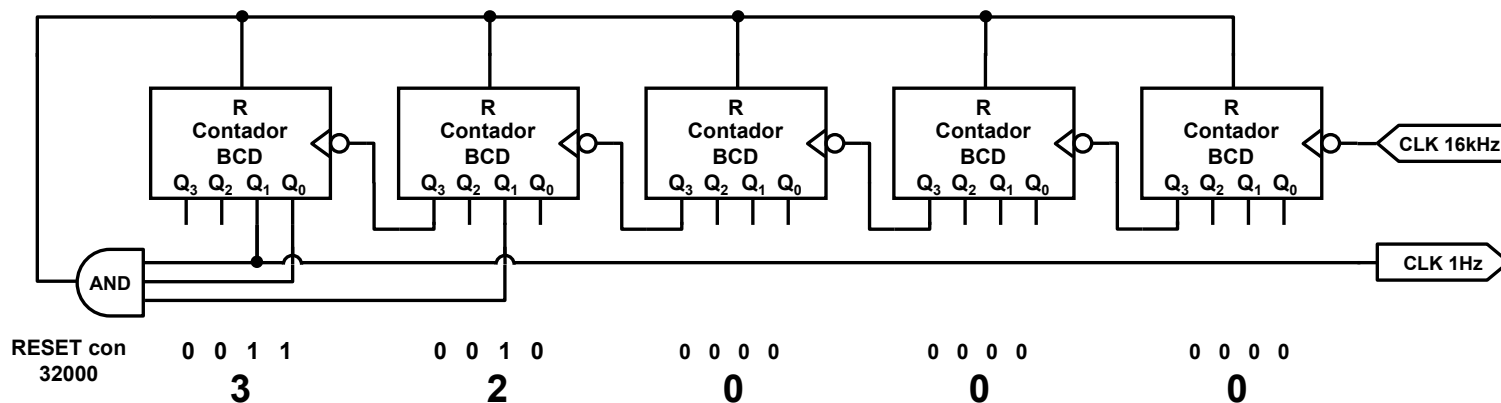 R R R R R
Contador Contador Contador Contador Contador
BCD BCD BCD BCD BCD
CLK 16kHz
Q₃ Q₂ Q₁ Q₀ Q₃ Q₂ Q₁ Q₀ Q₃ Q₂ Q₁ Q₀ Q₃ Q₂ Q₁ Q₀ Q₃ Q₂ Q₁ Q₀
CLK 1Hz
AND
RESET con
32000
0 0 1 1 0 0 1 0 0 0 0 0 0 0 0 0 0 0 0 0
3 2 0 0 0